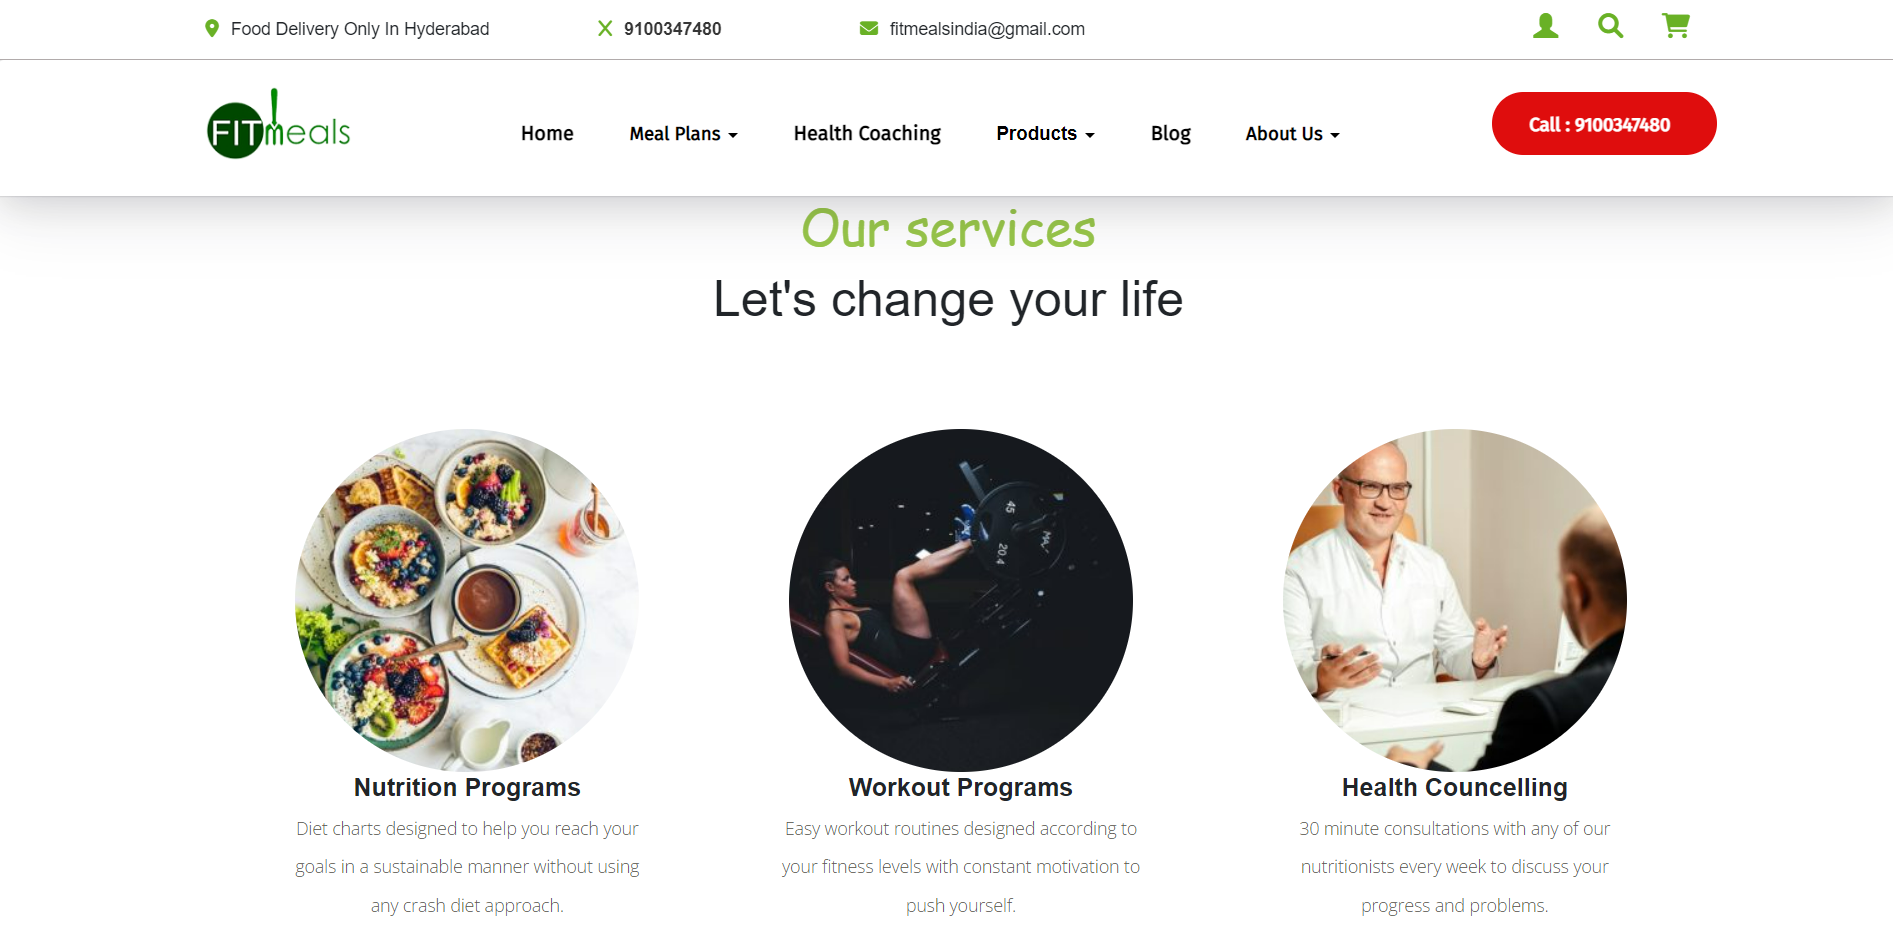 Food Delivery Only In Hyderabad
9100347480
fitmealsindia@gmail.com
FITmeals
Home
Meal Plans
Health Coaching
Products
Blog
About Us
Call : 9100347480
Our services
Let's change your life
45
20.4
Nutrition Programs
Diet charts designed to help you reach your
goals in a sustainable manner without using
any crash diet approach.
Workout Programs
Easy workout routines designed according to
your fitness levels with constant motivation to
push yourself.
Health Councelling
30 minute consultations with any of our
nutritionists every week to discuss your
progress and problems.